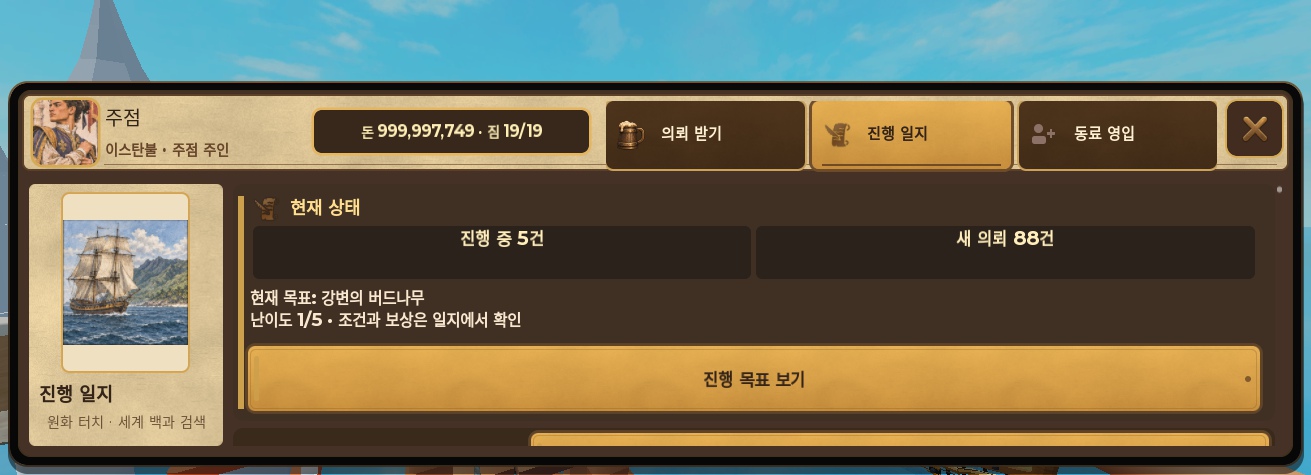 주점
이스탄불 • 주점 주인
돈 999,997,749 · 짐 19/19
의뢰 받기
진행 일지
동료 영입
현재 상태
진행 중 5건
새 의뢰 88건
현재 목표: 강변의 버드나무
난이도 1/5 • 조건과 보상은 일지에서 확인
진행 목표 보기
진행 일지
원화 터치 · 세계 백과 검색